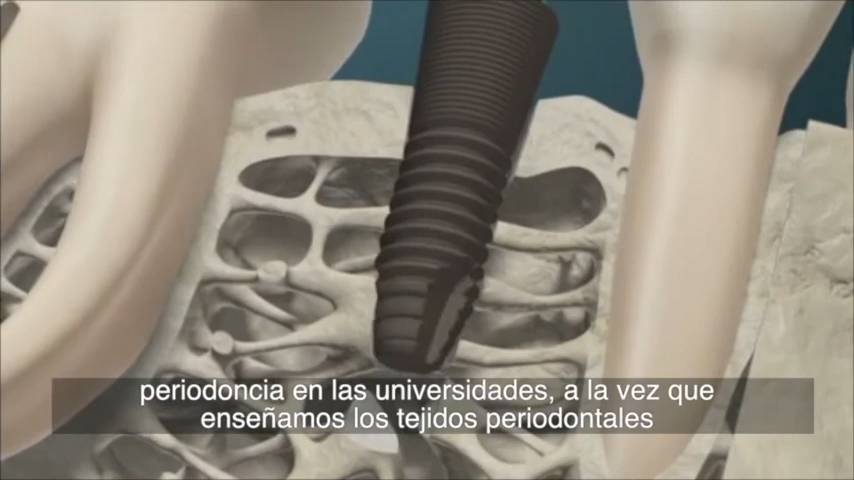 periodoncia en las universidades, a la vez que
enseñamos los tejidos periodontales